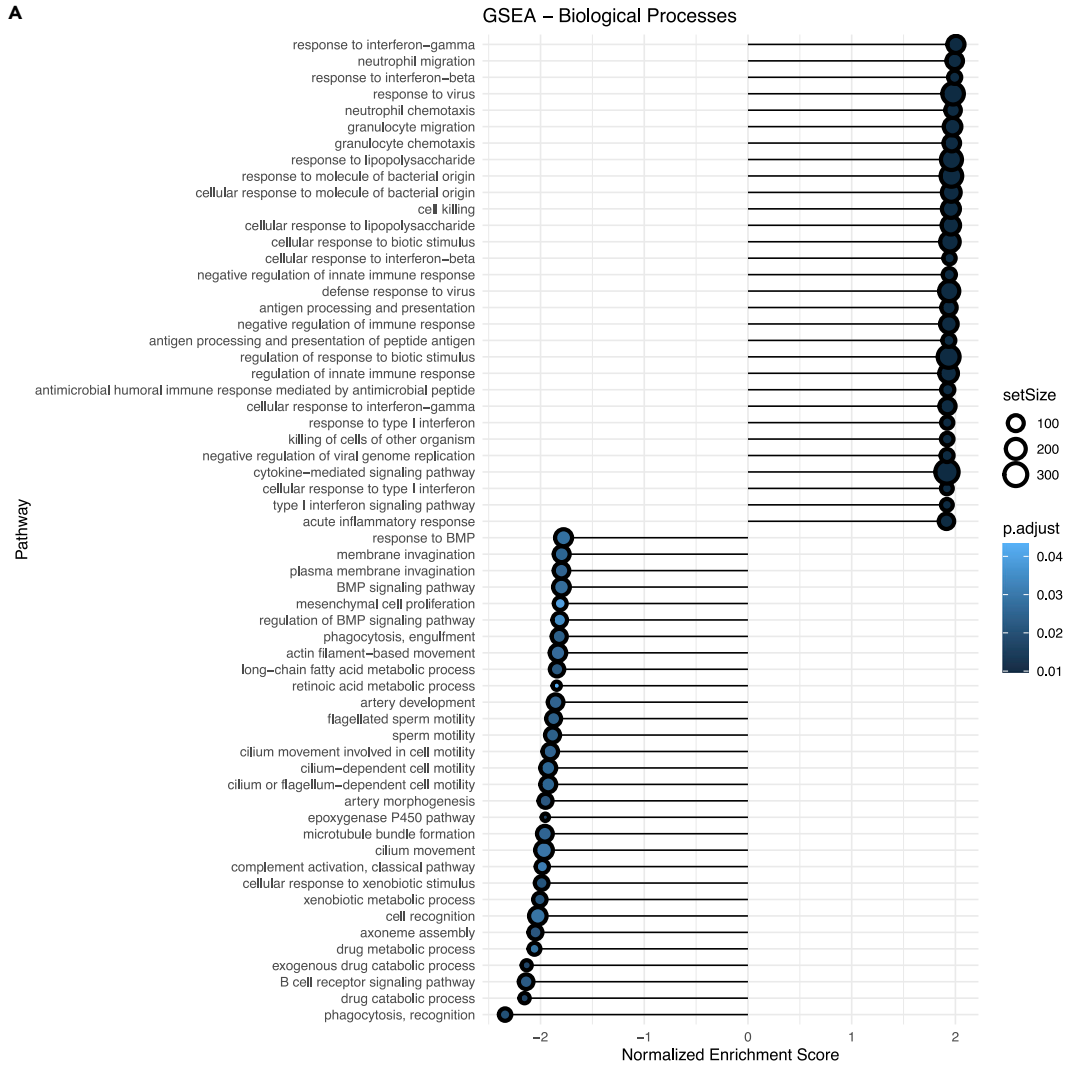 A
GSEA – Biological Processes
response to interferon−gamma
neutrophil migration
response to interferon−beta
response to virus
neutrophil chemotaxis
granulocyte migration
granulocyte chemotaxis
response to lipopolysaccharide
response to molecule of bacterial origin
cellular response to molecule of bacterial origin
cell killing
cellular response to lipopolysaccharide
cellular response to biotic stimulus
cellular response to interferon−beta
negative regulation of innate immune response
defense response to virus
antigen processing and presentation
negative regulation of immune response
antigen processing and presentation of peptide antigen
regulation of response to biotic stimulus
regulation of innate immune response
antimicrobial humoral immune response mediated by antimicrobial peptide
cellular response to interferon−gamma
response to type I interferon
killing of cells of other organism
negative regulation of viral genome replication
cytokine−mediated signaling pathway
cellular response to type I interferon
type I interferon signaling pathway
acute inflammatory response
response to BMP
membrane invagination
plasma membrane invagination
BMP signaling pathway
mesenchymal cell proliferation
regulation of BMP signaling pathway
phagocytosis, engulfment
actin filament−based movement
long−chain fatty acid metabolic process
retinoic acid metabolic process
artery development
flagellated sperm motility
sperm motility
cilium movement involved in cell motility
cilium−dependent cell motility
cilium or flagellum−dependent cell motility
artery morphogenesis
epoxygenase P450 pathway
microtubule bundle formation
cilium movement
complement activation, classical pathway
cellular response to xenobiotic stimulus
xenobiotic metabolic process
cell recognition
axoneme assembly
drug metabolic process
exogenous drug catabolic process
B cell receptor signaling pathway
drug catabolic process
phagocytosis, recognition
Pathway
−2 −1 0 1 2
Normalized Enrichment Score
setSize
100
200
300
p.adjust
0.04
0.03
0.02
0.01